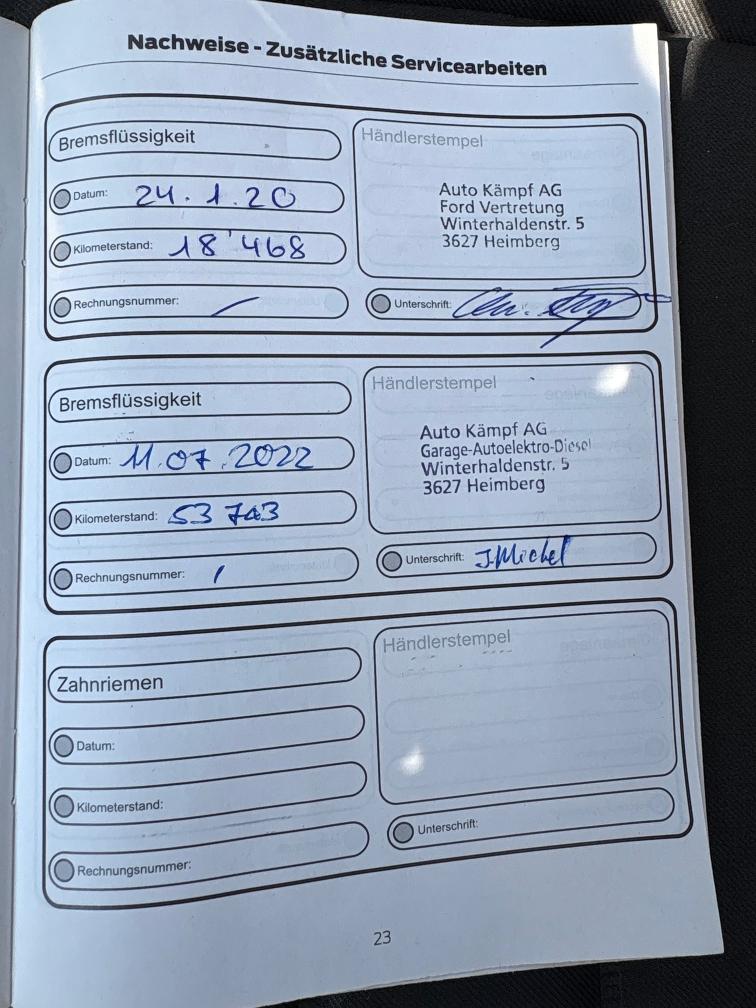 Nachweise - Zusätzliche Servicearbeiten
Bremsflüssigkeit
Datum: 24.1.20
Kilometerstand: 18'468
Rechnungsnummer: /
Händlerstempel
Auto Kämpf AG
Ford Vertretung
Winterhaldenstr. 5
3627 Heimberg
Unterschrift:
Bremsflüssigkeit
Datum: 11.07.2022
Kilometerstand: 53 743
Rechnungsnummer: /
Händlerstempel
Auto Kämpf AG
Garage-Autoelektro-Diesel
Winterhaldenstr. 5
3627 Heimberg
Unterschrift: J.Michel
Zahnriemen
Datum:
Kilometerstand:
Rechnungsnummer:
Händlerstempel
Unterschrift:
23